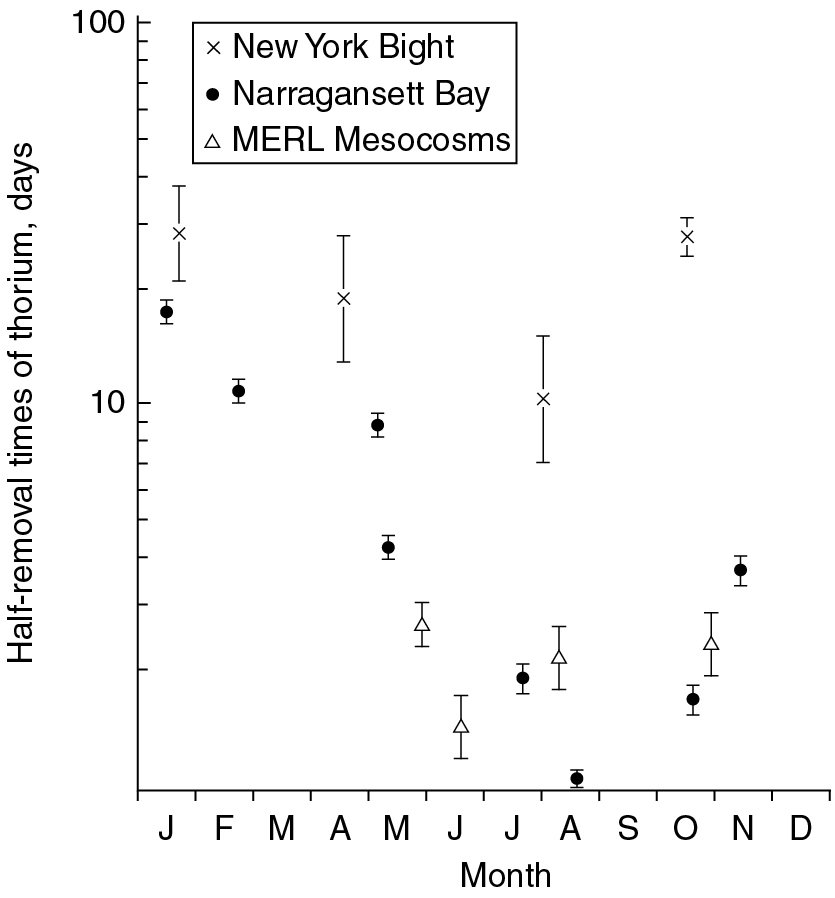 100
× New York Bight
● Narragansett Bay
△ MERL Mesocosms
Half-removal times of thorium, days
10
J F M A M J J A S O N D
Month